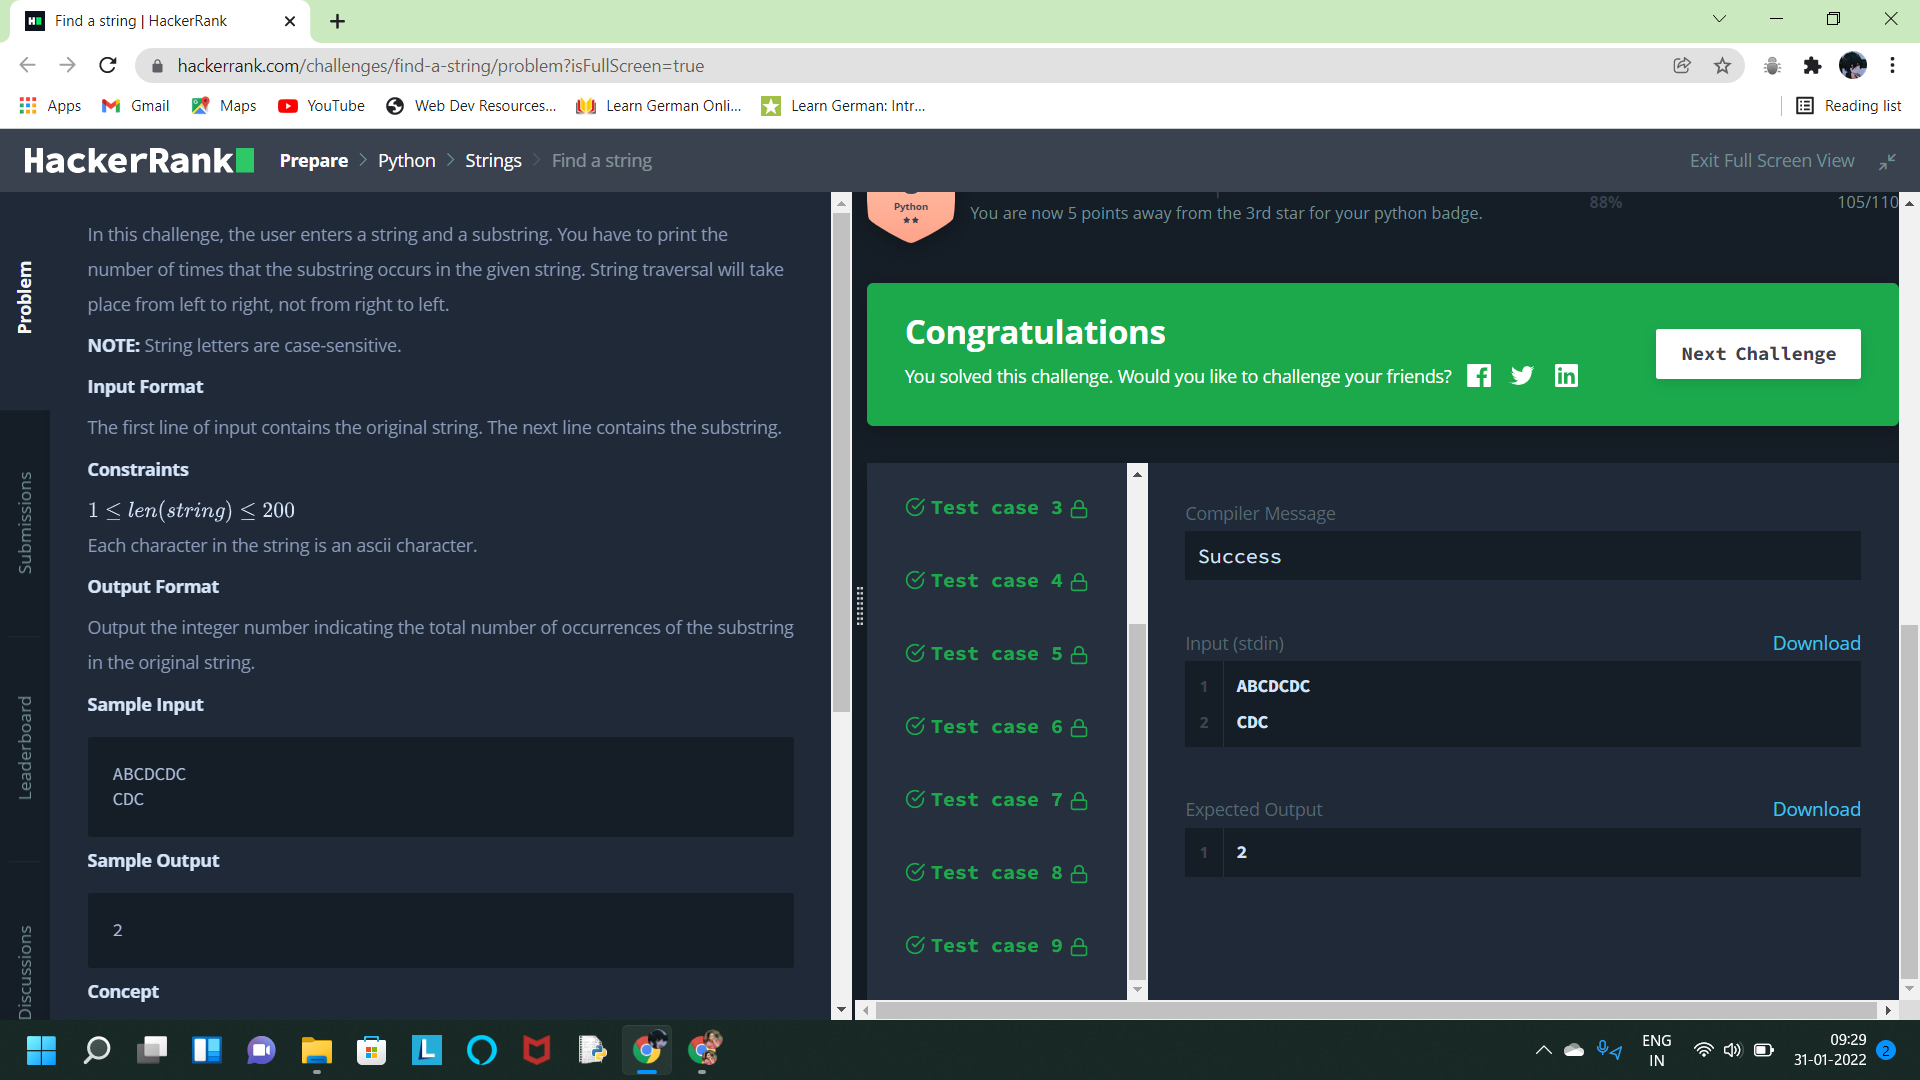 Find a string | HackerRank
hackerrank.com/challenges/find-a-string/problem?isFullScreen=true
Apps Gmail Maps YouTube Web Dev Resources... Learn German Onli... Learn German: Intr... Reading list
HackerRank Prepare > Python > Strings > Find a string Exit Full Screen View
Problem
Submissions
Leaderboard
Discussions
In this challenge, the user enters a string and a substring. You have to print the
number of times that the substring occurs in the given string. String traversal will take
place from left to right, not from right to left.
NOTE: String letters are case-sensitive.
Input Format
The first line of input contains the original string. The next line contains the substring.
Constraints
1 ≤ len(string) ≤ 200
Each character in the string is an ascii character.
Output Format
Output the integer number indicating the total number of occurrences of the substring
in the original string.
Sample Input
ABCDCDC
CDC
Sample Output
2
Concept
Python
You are now 5 points away from the 3rd star for your python badge.
88%
105/110
Congratulations
You solved this challenge. Would you like to challenge your friends?
Next Challenge
Test case 3
Test case 4
Test case 5
Test case 6
Test case 7
Test case 8
Test case 9
Compiler Message
Success
Input (stdin) Download
1 ABCDCDC
2 CDC
Expected Output Download
1 2
ENG
IN
09:29
31-01-2022
2